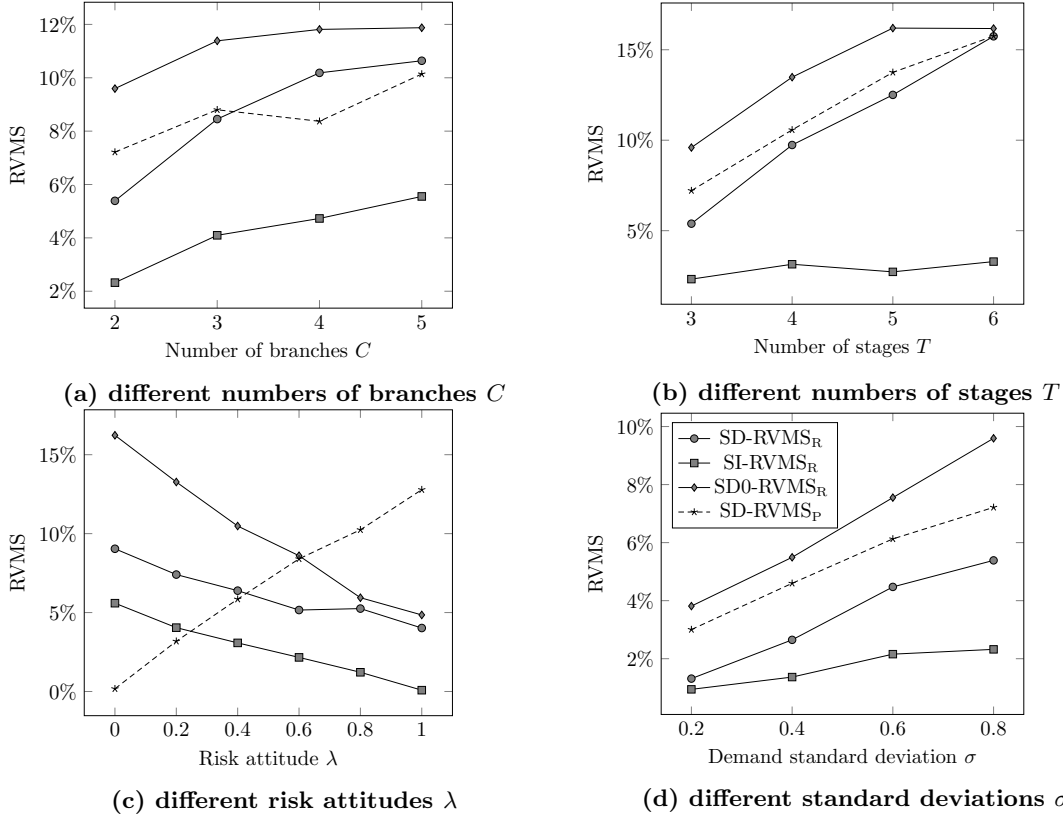 12%
10%
8%
6%
4%
2%
RVMS
2 3 4 5
Number of branches C
(a) different numbers of branches C
15%
10%
5%
RVMS
3 4 5 6
Number of stages T
(b) different numbers of stages T
15%
10%
5%
0%
RVMS
0 0.2 0.4 0.6 0.8 1
Risk attitude λ
(c) different risk attitudes λ
10%
8%
6%
4%
2%
RVMS
SD-RVMS_R
SI-RVMS_R
SD0-RVMS_R
SD-RVMS_P
0.2 0.4 0.6 0.8
Demand standard deviation σ
(d) different standard deviations σ